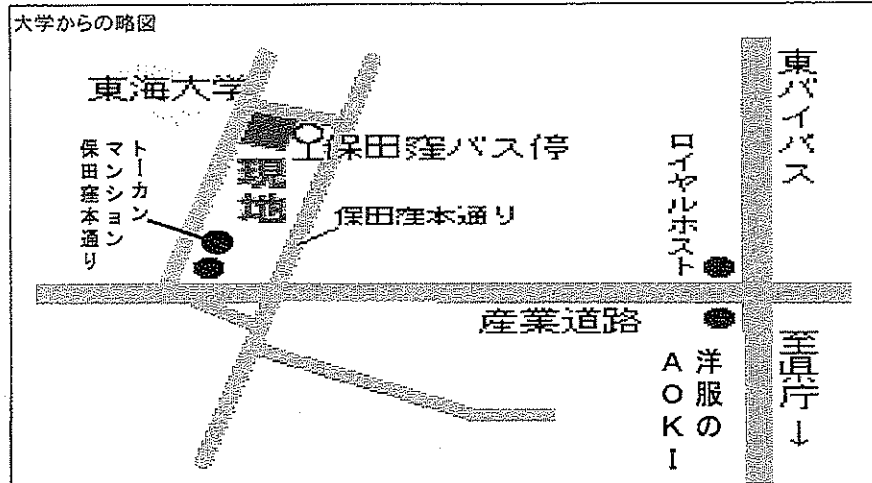 大学からの略図
東海大学
保田窪バス停
現地
トーカン
マンション
保田窪本通り
保田窪本通り
ロイヤルホスト
東バイパス
産業道路
洋服の
AOKI
至県庁↓